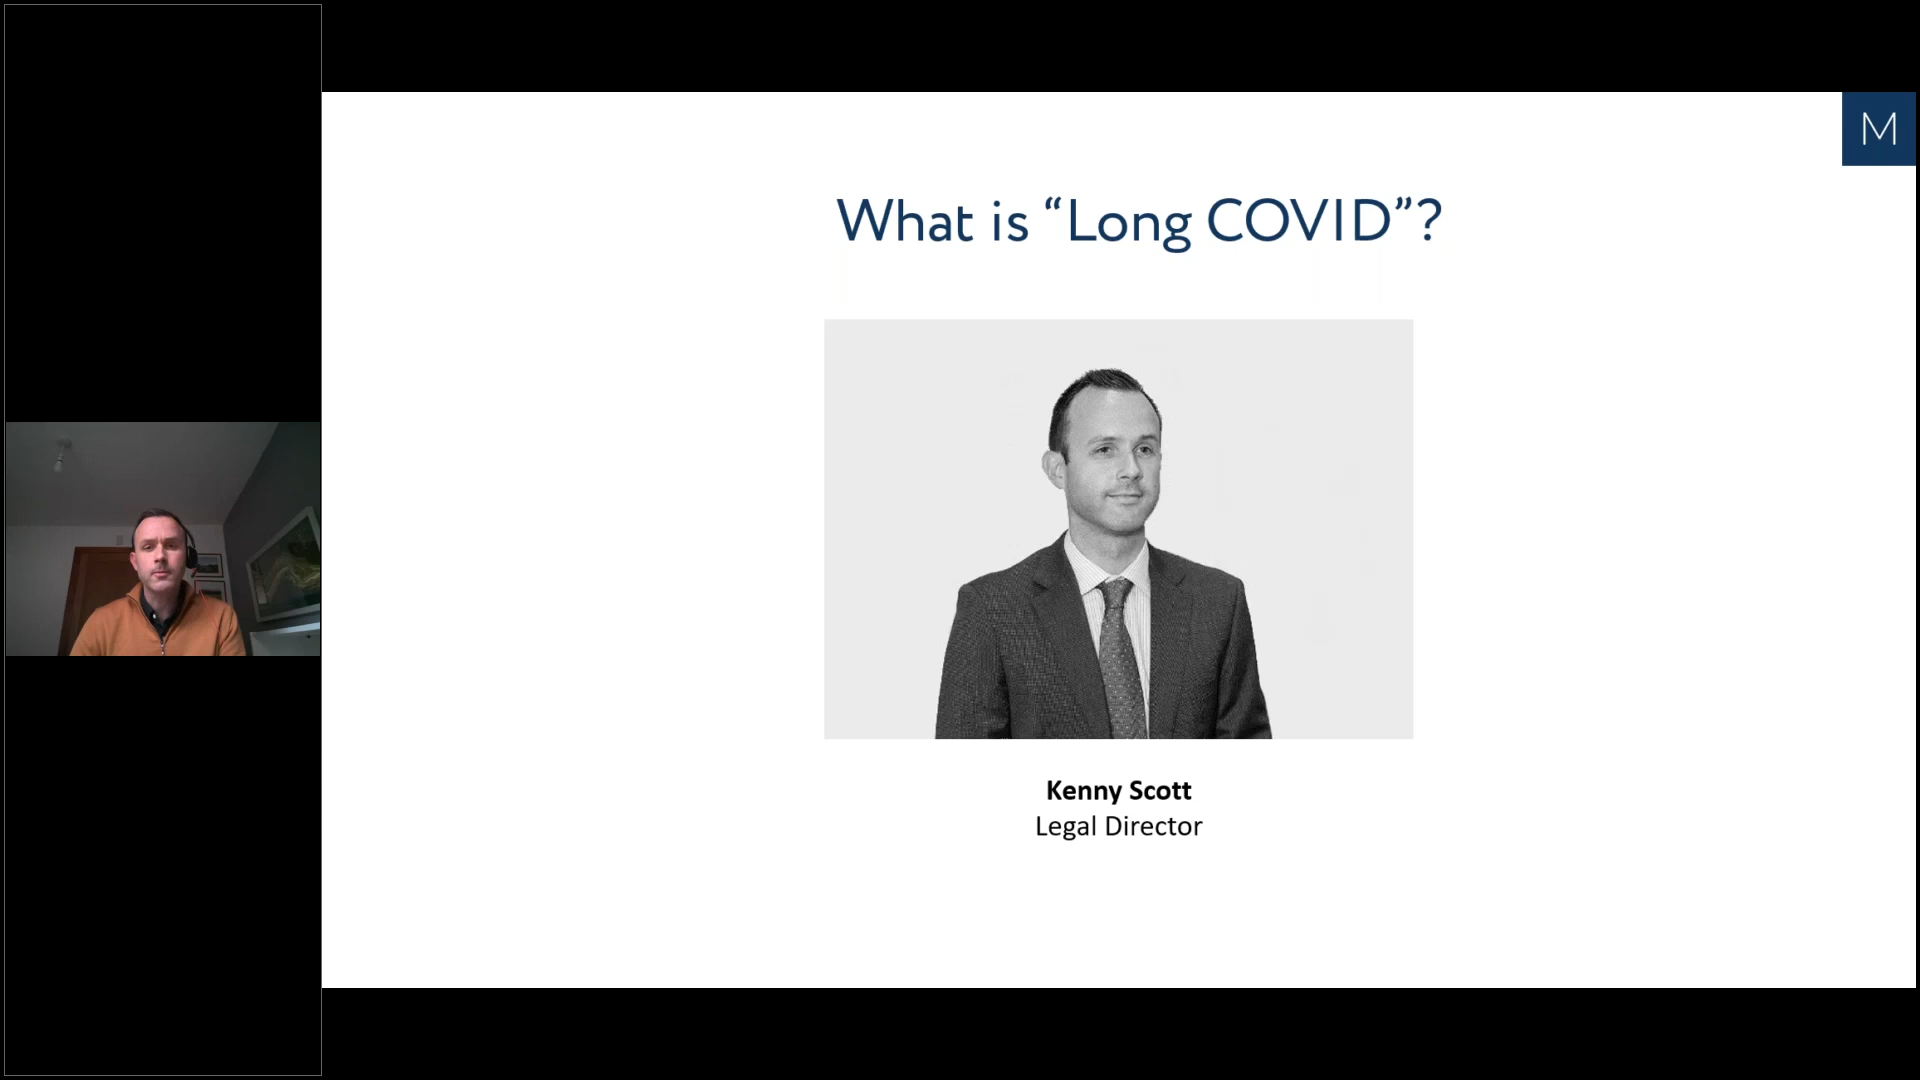 M
What is “Long COVID”?
Kenny Scott
Legal Director